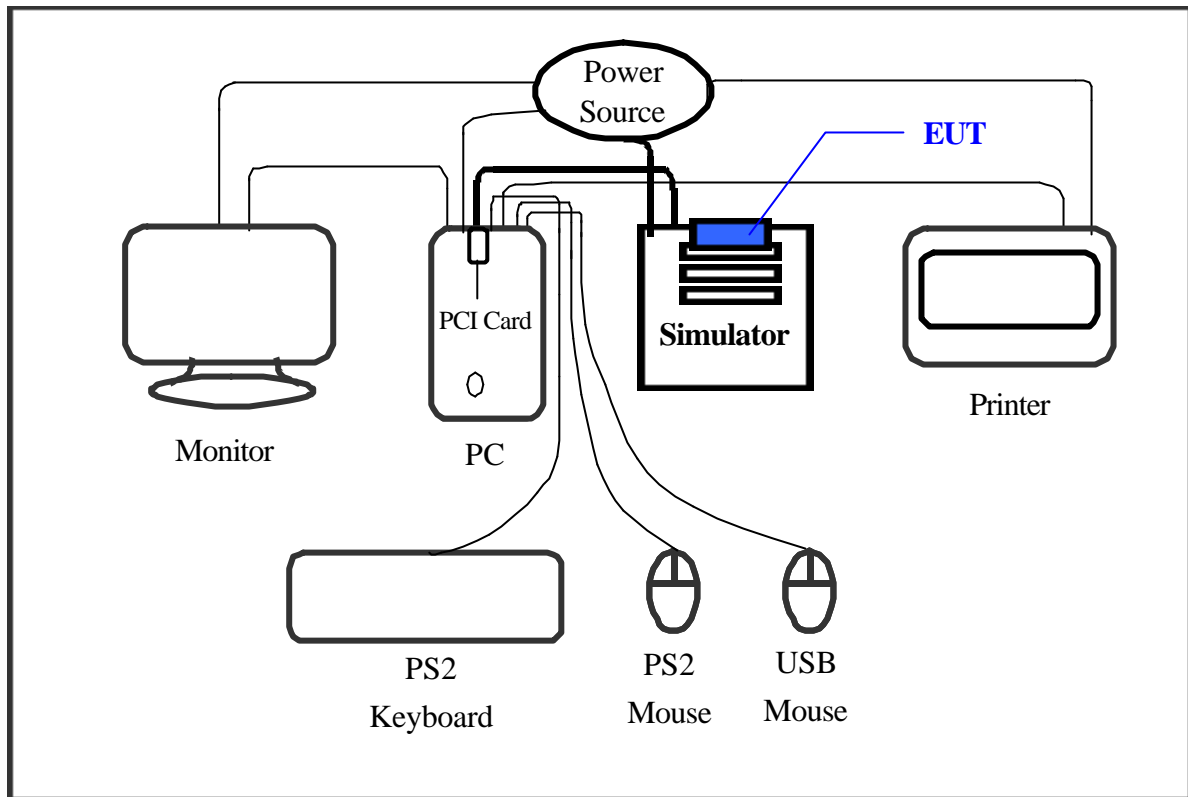 Power
Source
EUT
PCI Card
Simulator
Printer
Monitor
PC
PS2
Keyboard
PS2
Mouse
USB
Mouse